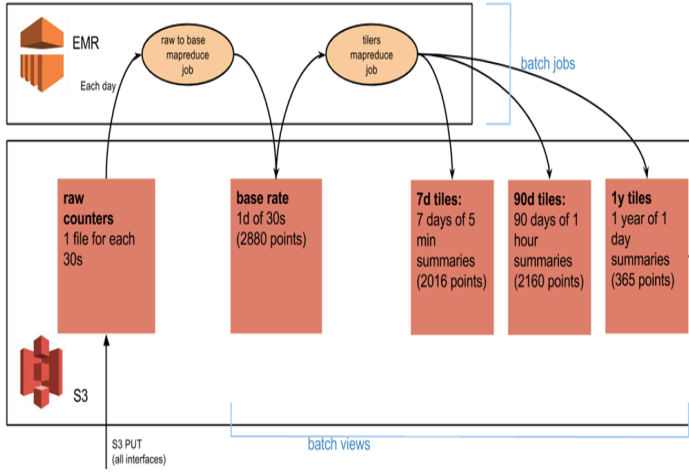 EMR
Each day
raw to base
mapreduce
job
tilers
mapreduce
job
batch jobs
raw
counters
1 file for each
30s
base rate
1d of 30s
(2880 points)
7d tiles:
7 days of 5
min
summaries
(2016 points)
90d tiles:
90 days of 1
hour
summaries
(2160 points)
1y tiles
1 year of 1
day
summaries
(365 points)
S3
S3 PUT
(all interfaces)
batch views